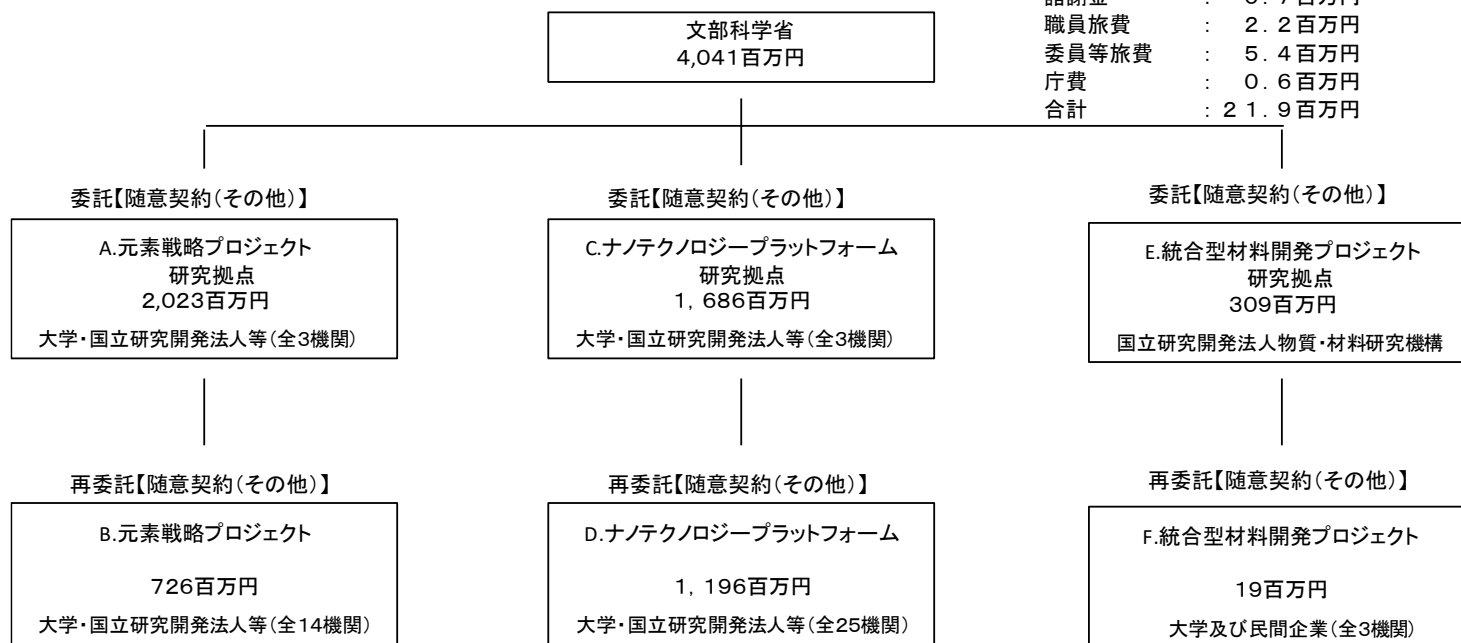 文部科学省
4,041百万円
職員旅費 : 2.2百万円
委員等旅費 : 5.4百万円
庁費 : 0.6百万円
合計 : 21.9百万円
委託【随意契約(その他)】
A.元素戦略プロジェクト
研究拠点
2,023百万円
大学・国立研究開発法人等(全3機関)
委託【随意契約(その他)】
C.ナノテクノロジープラットフォーム
研究拠点
1,686百万円
大学・国立研究開発法人等(全3機関)
委託【随意契約(その他)】
E.統合型材料開発プロジェクト
研究拠点
309百万円
国立研究開発法人物質・材料研究機構
再委託【随意契約(その他)】
B.元素戦略プロジェクト
726百万円
大学・国立研究開発法人等(全14機関)
再委託【随意契約(その他)】
D.ナノテクノロジープラットフォーム
1,196百万円
大学・国立研究開発法人等(全25機関)
再委託【随意契約(その他)】
F.統合型材料開発プロジェクト
19百万円
大学及び民間企業(全3機関)